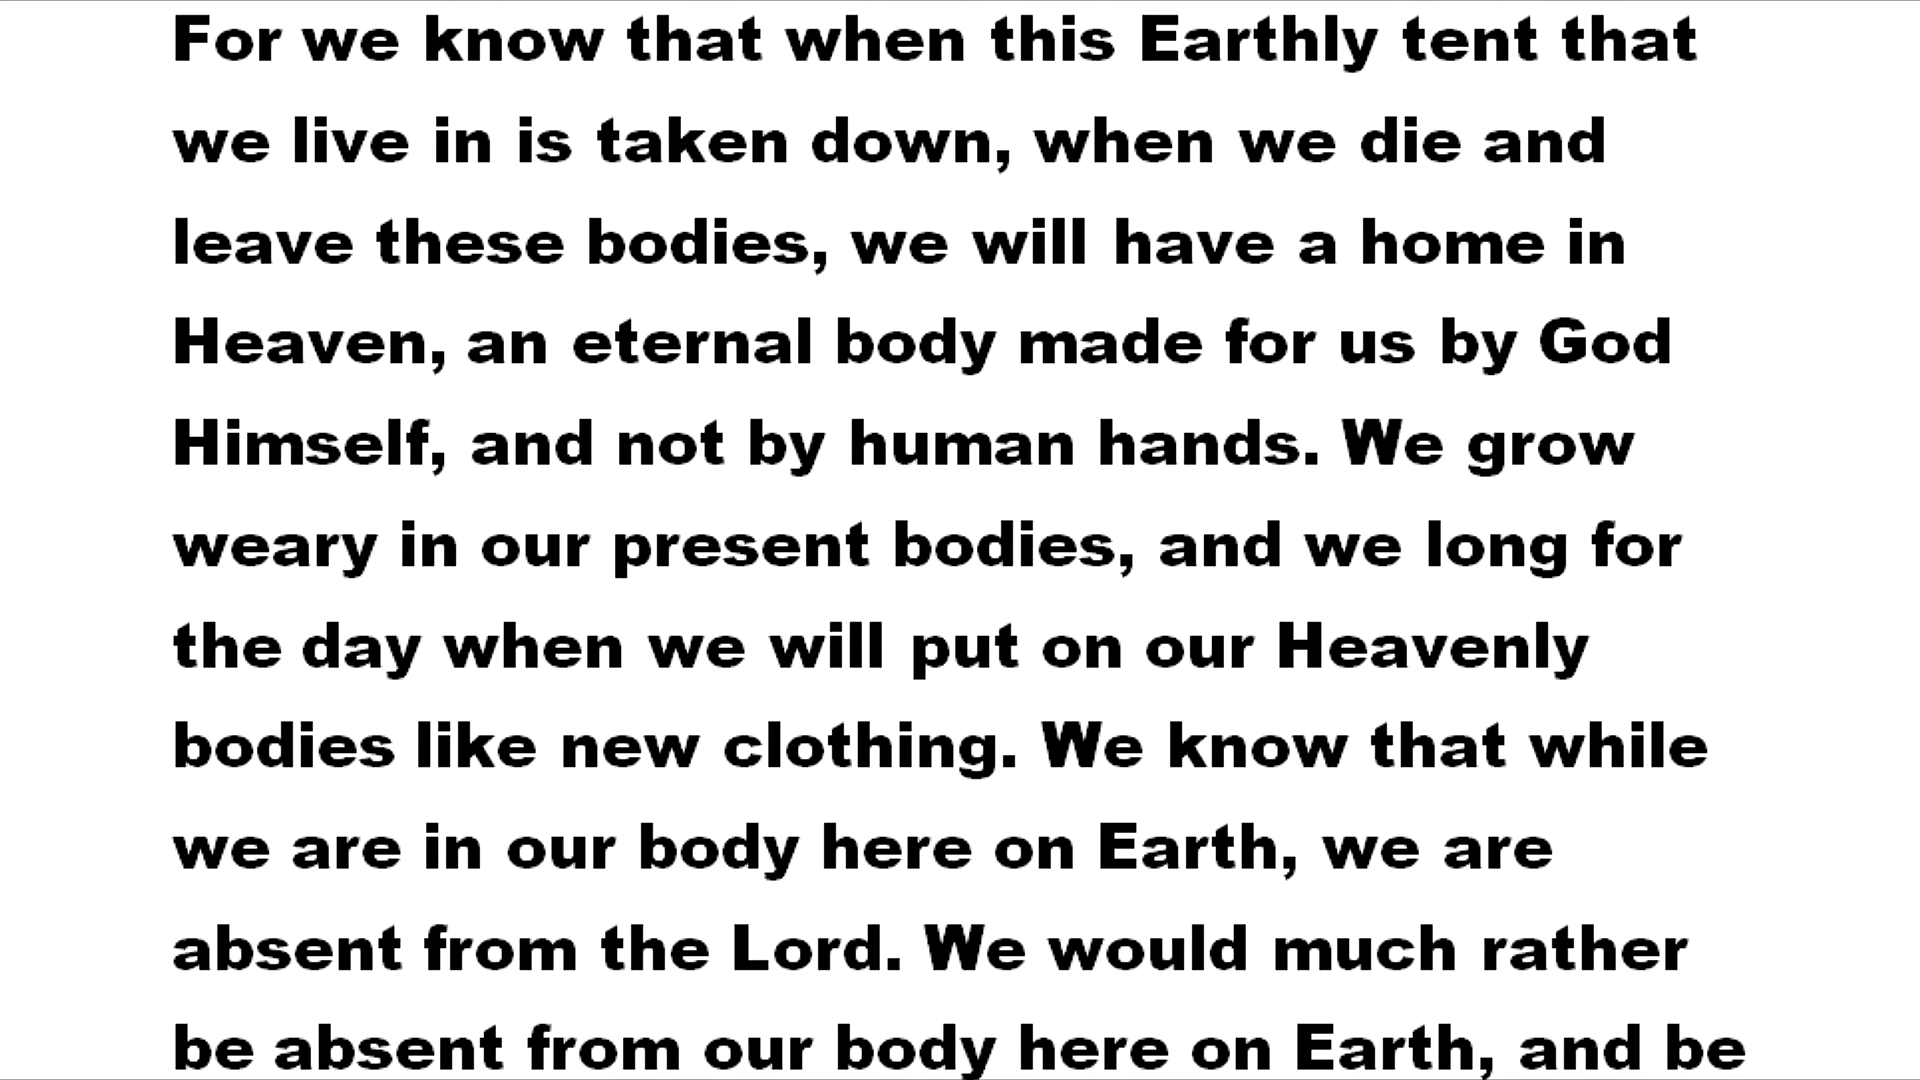 For we know that when this Earthly tent that
we live in is taken down, when we die and
leave these bodies, we will have a home in
Heaven, an eternal body made for us by God
Himself, and not by human hands. We grow
weary in our present bodies, and we long for
the day when we will put on our Heavenly
bodies like new clothing. We know that while
we are in our body here on Earth, we are
absent from the Lord. We would much rather
be absent from our body here on Earth, and be